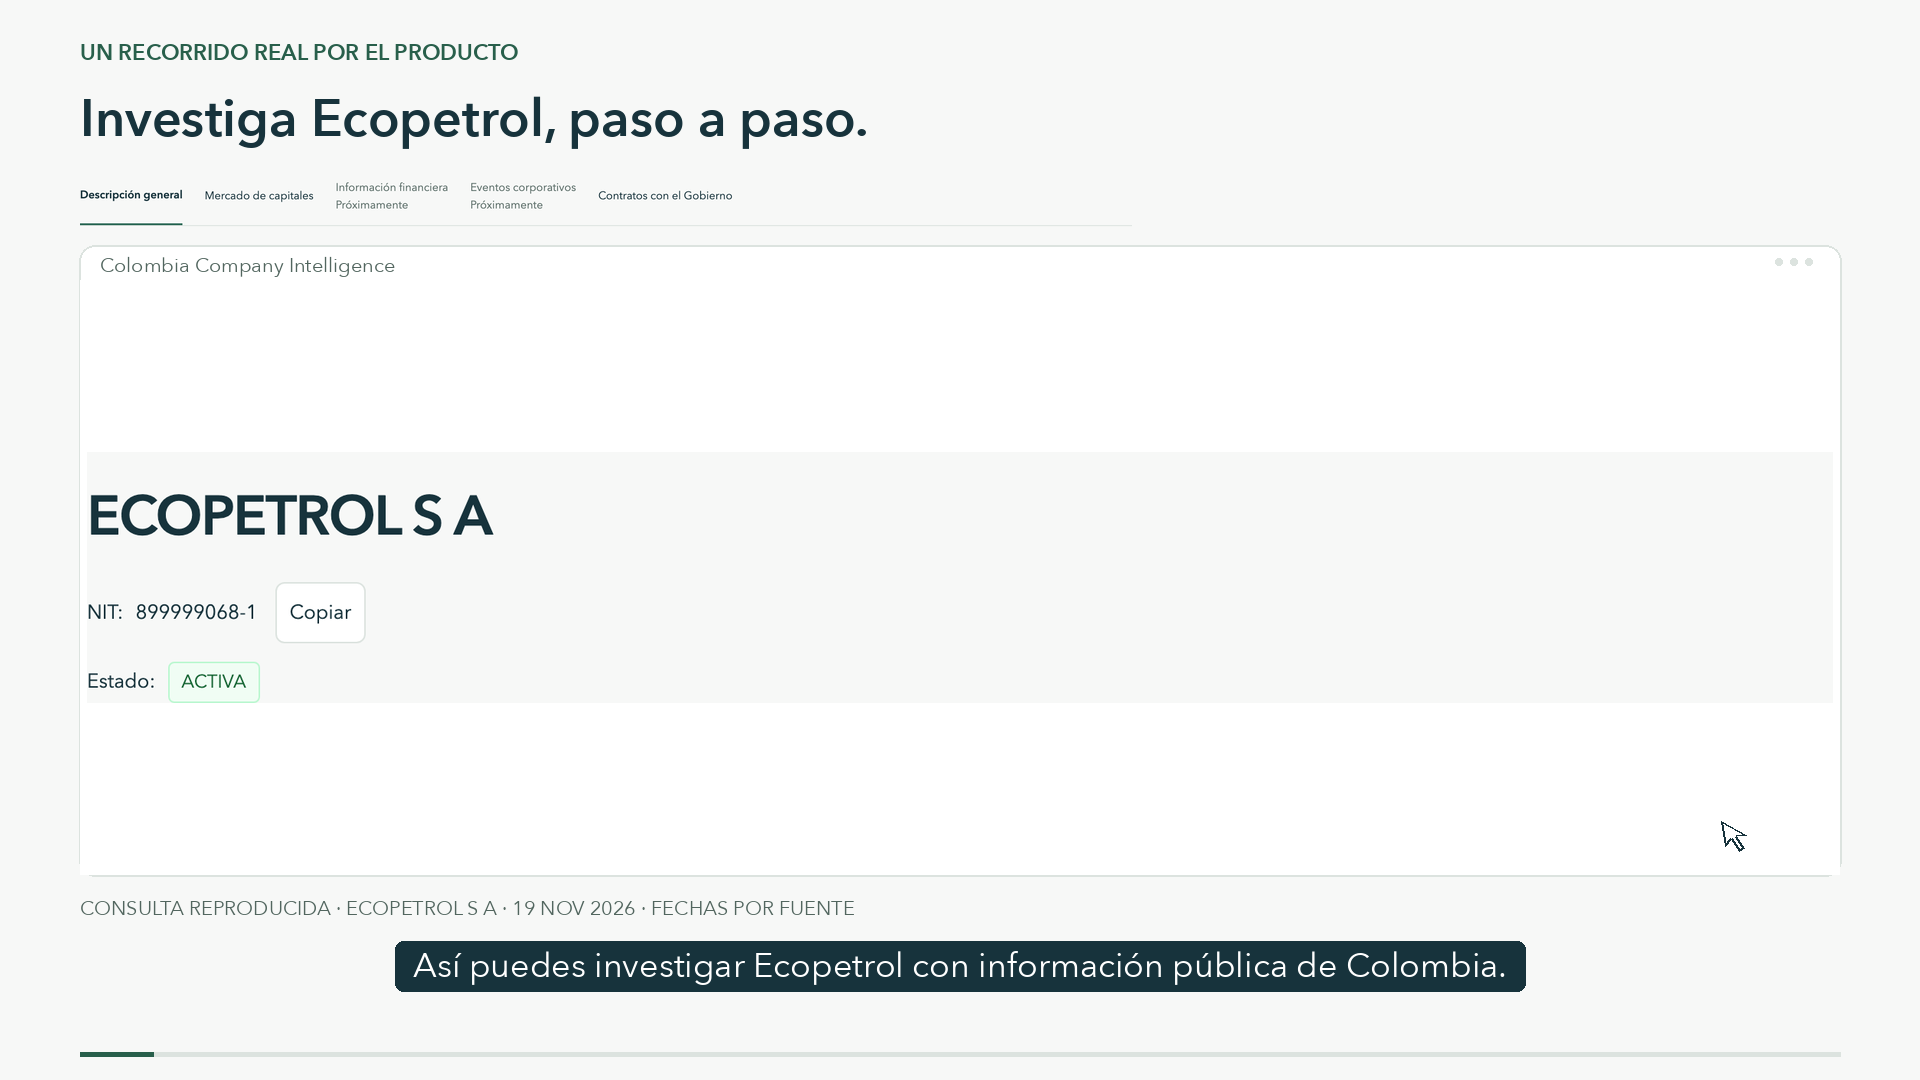 UN RECORRIDO REAL POR EL PRODUCTO
Investiga Ecopetrol, paso a paso.
Descripción general
Mercado de capitales
Información financiera
Próximamente
Eventos corporativos
Próximamente
Contratos con el Gobierno
Colombia Company Intelligence
ECOPETROL S A
NIT: 899999068-1 Copiar
Estado: ACTIVA
CONSULTA REPRODUCIDA · ECOPETROL S A · 19 NOV 2026 · FECHAS POR FUENTE
Así puedes investigar Ecopetrol con información pública de Colombia.